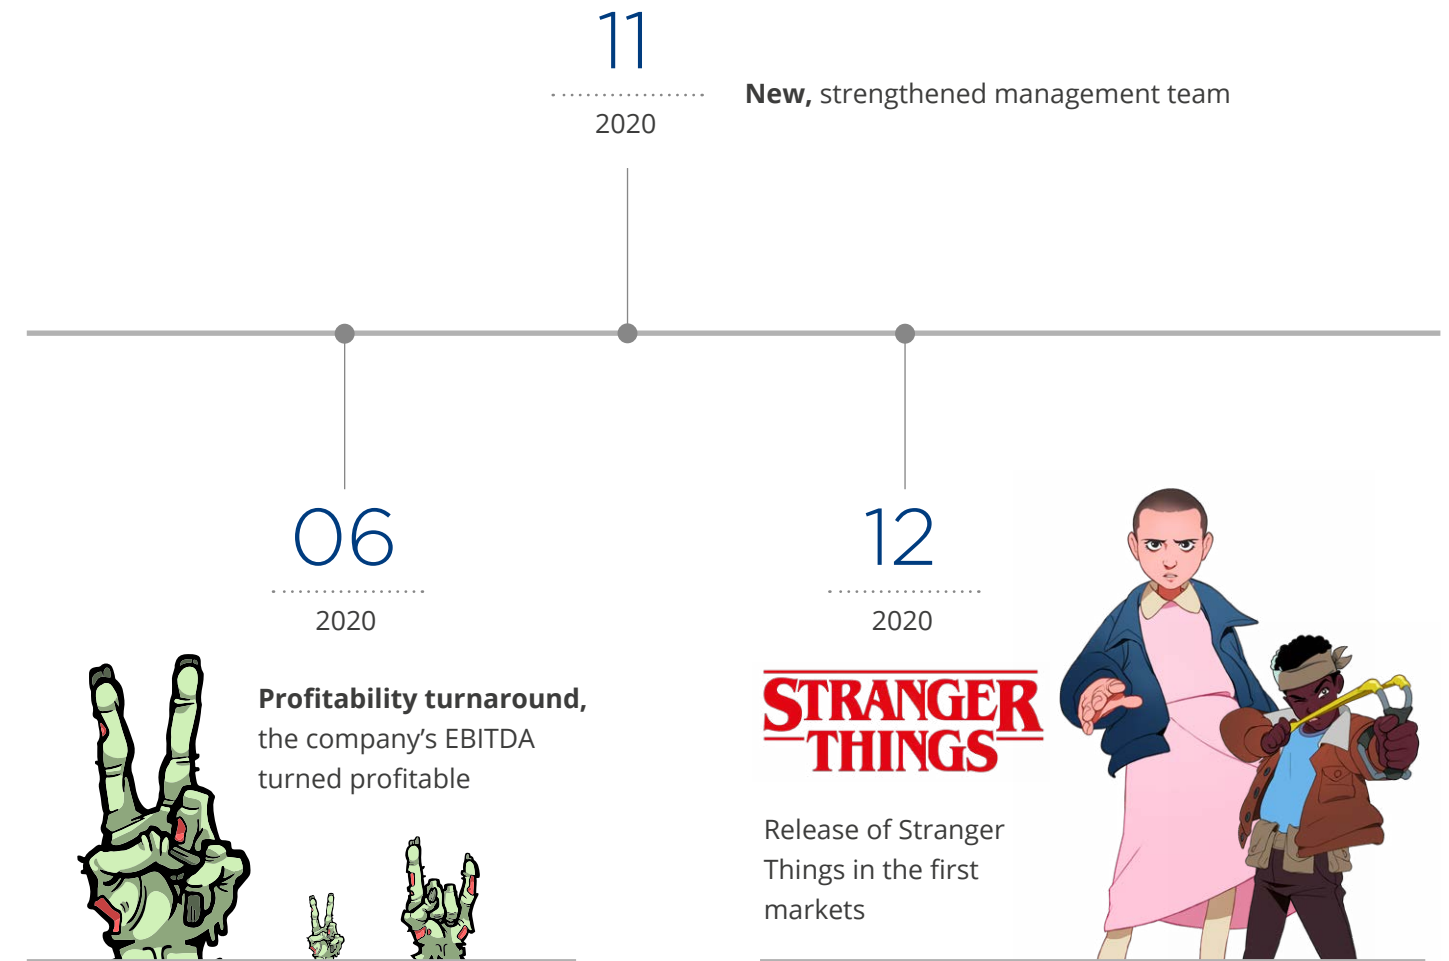 11
2020
New, strengthened management team
06
2020
Profitability turnaround,
the company’s EBITDA
turned profitable
12
2020
STRANGER
THINGS
Release of Stranger
Things in the first
markets